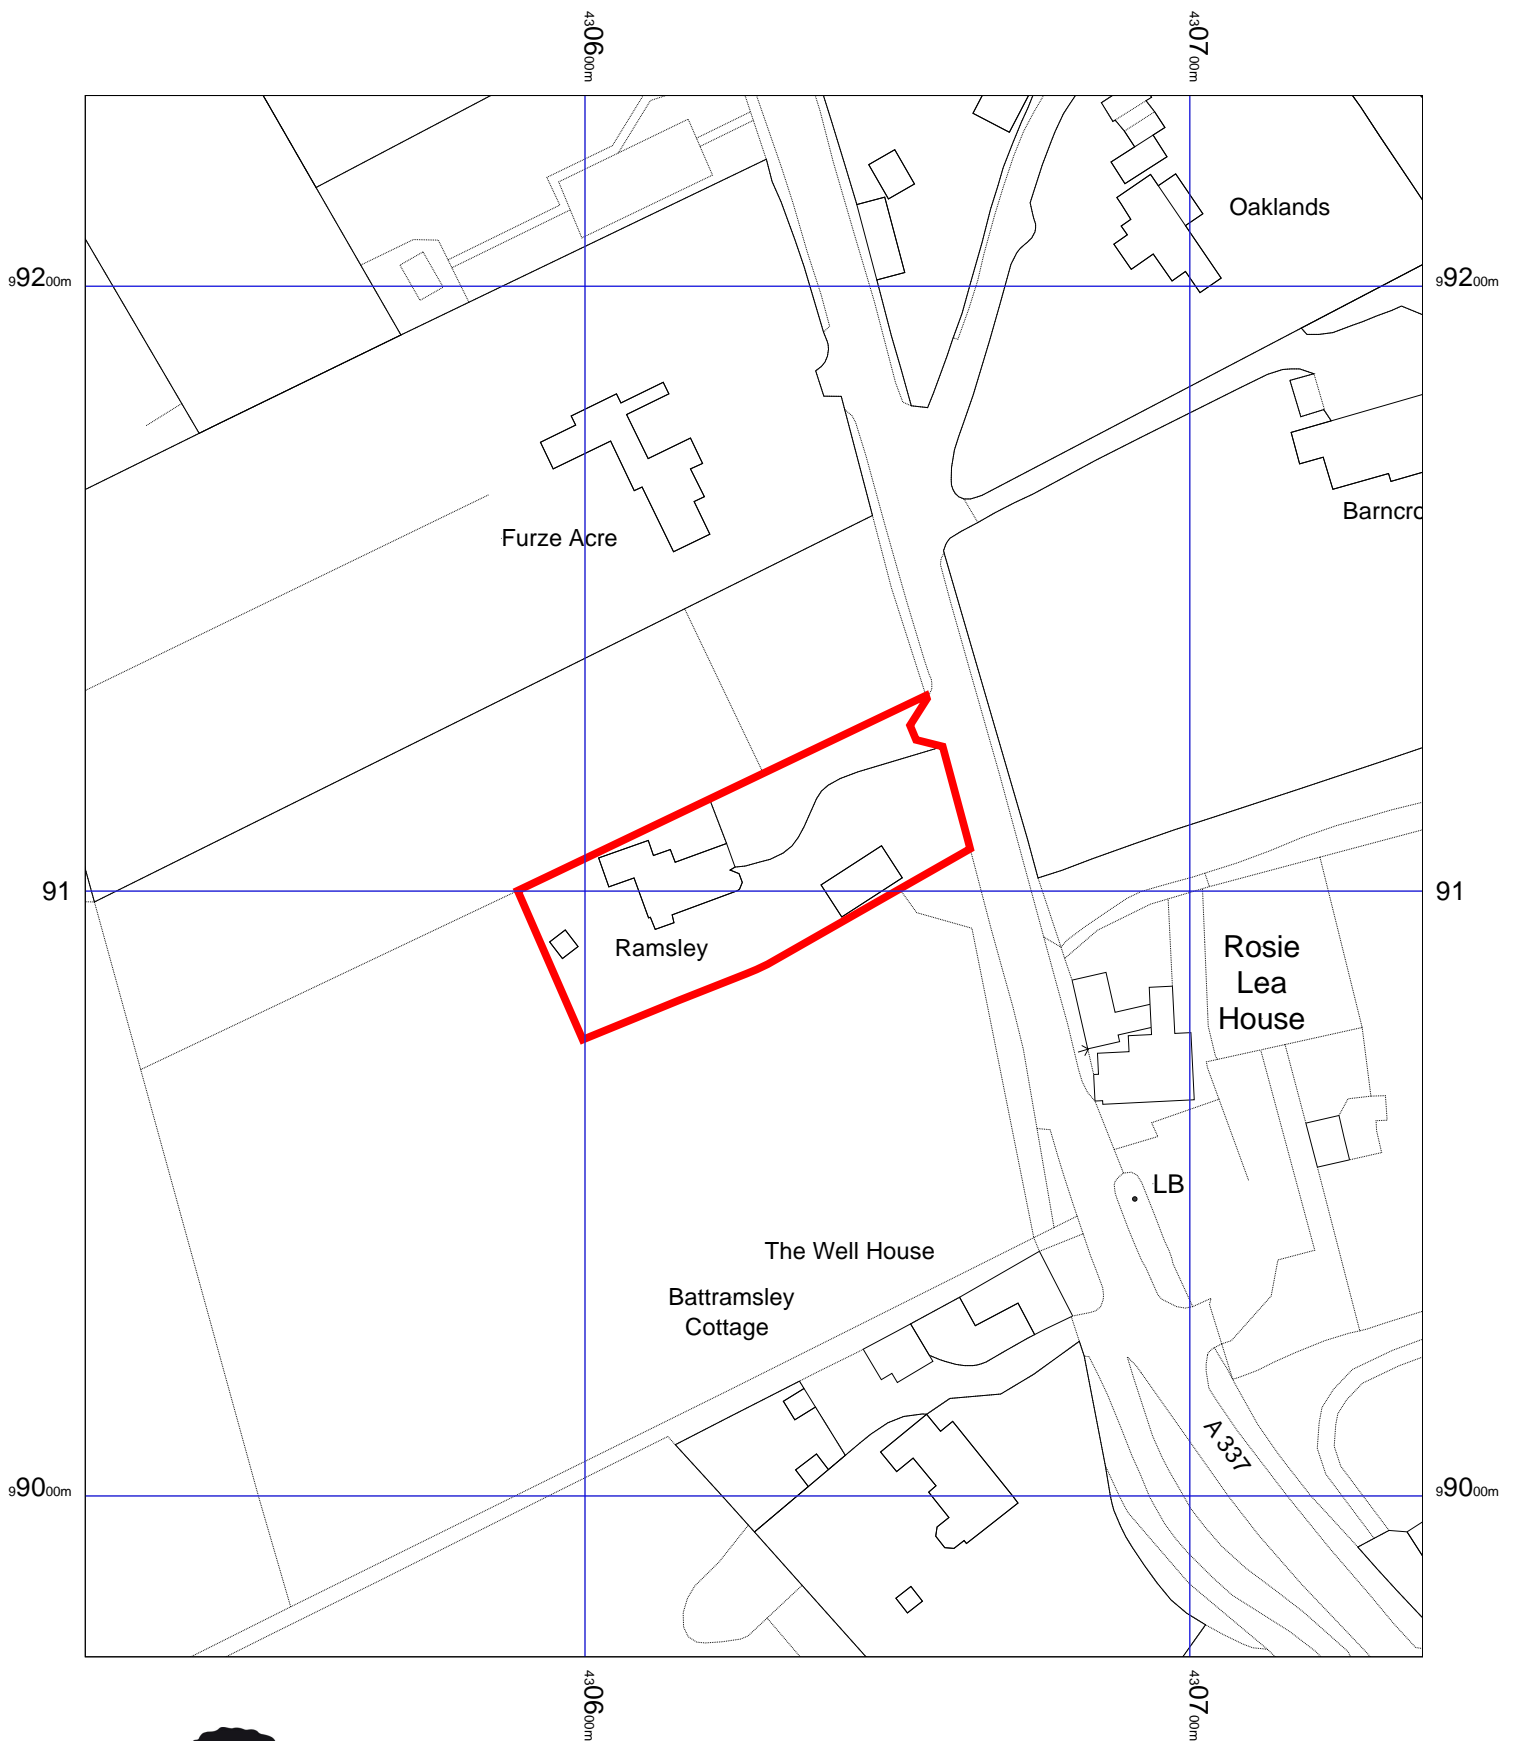 430600m
430700m
Oaklands
99200m
99200m
Barncro
Furze Acre
91
91
Ramsley
Rosie
Lea
House
LB
The Well House
Battramsley
Cottage
A 337
99000m
99000m
430600m
430700m